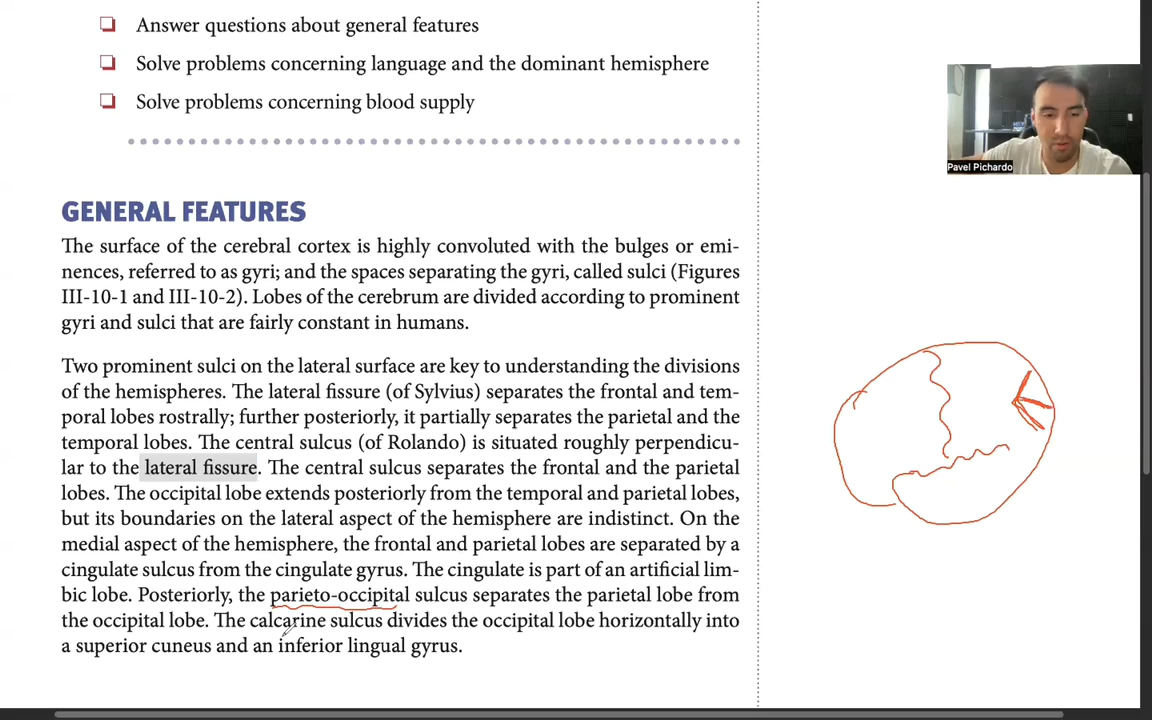 Answer questions about general features
Solve problems concerning language and the dominant hemisphere
Solve problems concerning blood supply
Pavel Pichardo
GENERAL FEATURES
The surface of the cerebral cortex is highly convoluted with the bulges or emi-
nences, referred to as gyri; and the spaces separating the gyri, called sulci (Figures
III-10-1 and III-10-2). Lobes of the cerebrum are divided according to prominent
gyri and sulci that are fairly constant in humans.
Two prominent sulci on the lateral surface are key to understanding the divisions
of the hemispheres. The lateral fissure (of Sylvius) separates the frontal and tem-
poral lobes rostrally; further posteriorly, it partially separates the parietal and the
temporal lobes. The central sulcus (of Rolando) is situated roughly perpendicu-
lar to the lateral fissure. The central sulcus separates the frontal and the parietal
lobes. The occipital lobe extends posteriorly from the temporal and parietal lobes,
but its boundaries on the lateral aspect of the hemisphere are indistinct. On the
medial aspect of the hemisphere, the frontal and parietal lobes are separated by a
cingulate sulcus from the cingulate gyrus. The cingulate is part of an artificial lim-
bic lobe. Posteriorly, the parieto-occipital sulcus separates the parietal lobe from
the occipital lobe. The calcarine sulcus divides the occipital lobe horizontally into
a superior cuneus and an inferior lingual gyrus.